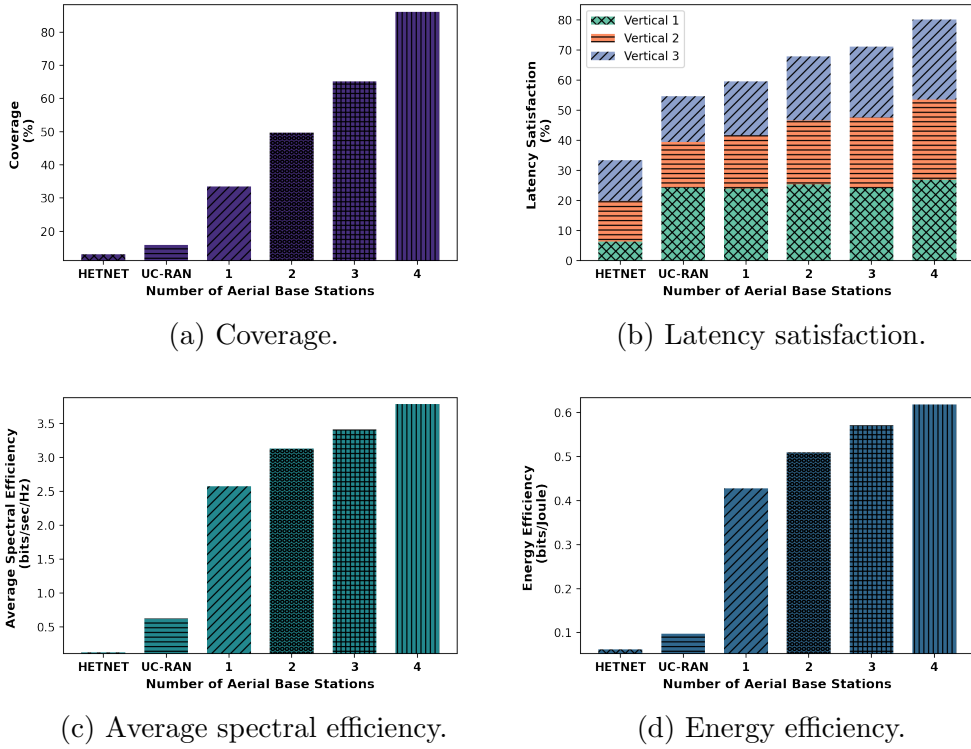 Coverage
(%)
80
70
60
50
40
30
20
HETNET UC-RAN 1 2 3 4
Number of Aerial Base Stations
(a) Coverage.
Latency Satisfaction
(%)
Vertical 1
Vertical 2
Vertical 3
80
70
60
50
40
30
20
10
0
HETNET UC-RAN 1 2 3 4
Number of Aerial Base Stations
(b) Latency satisfaction.
Average Spectral Efficiency
(bits/sec/Hz)
3.5
3.0
2.5
2.0
1.5
1.0
0.5
HETNET UC-RAN 1 2 3 4
Number of Aerial Base Stations
(c) Average spectral efficiency.
Energy Efficiency
(bits/Joule)
0.6
0.5
0.4
0.3
0.2
0.1
HETNET UC-RAN 1 2 3 4
Number of Aerial Base Stations
(d) Energy efficiency.